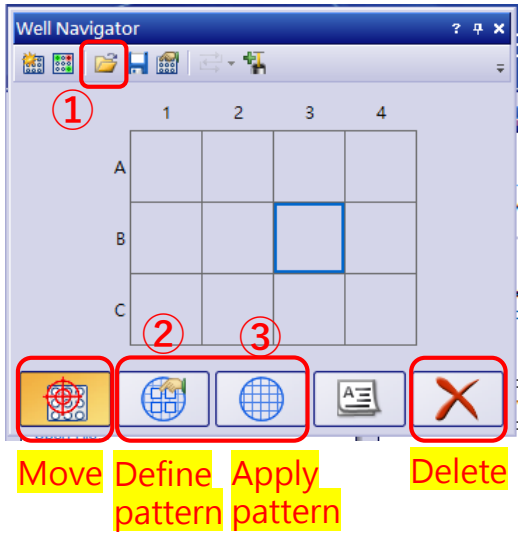 Well Navigator
①
1 2 3 4
A
B
C
② ③
Move Define pattern Apply pattern Delete